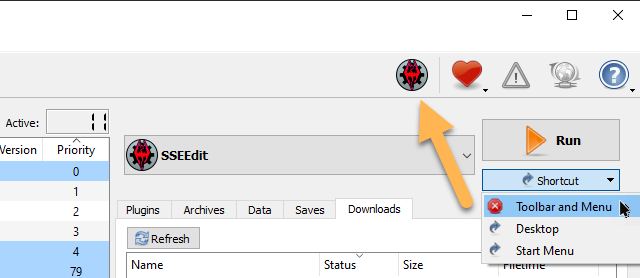 Active: 11
Version Priority
0
1
2
3
4
79
SSEEdit
Run
Shortcut
Toolbar and Menu
Desktop
Start Menu
Plugins Archives Data Saves Downloads
Refresh
Name Status Size Filetime